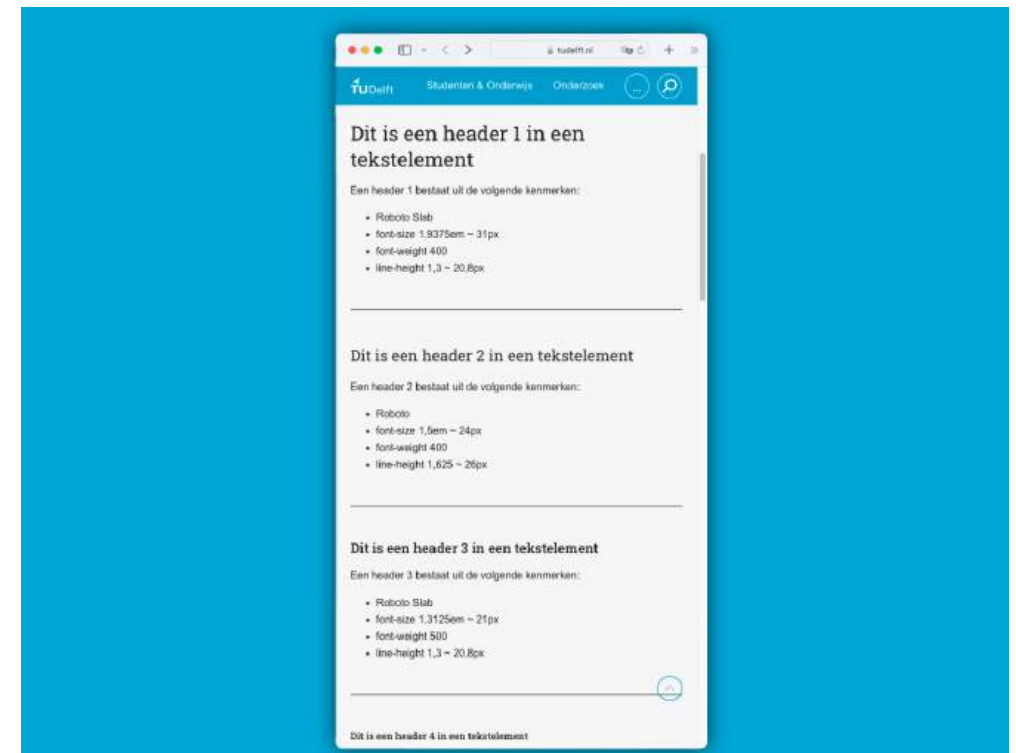 tudelft.nl
TUDelft Studenten & Onderwijs Onderzoek ...
Dit is een header 1 in een
tekstelement
Een header 1 bestaat uit de volgende kenmerken:
• Roboto Slab
• font-size 1.9375em ~ 31px
• font-weight 400
• line-height 1,3 ~ 20,8px
Dit is een header 2 in een tekstelement
Een header 2 bestaat uit de volgende kenmerken:
• Roboto
• font-size 1,5em ~ 24px
• font-weight 400
• line-height 1,625 ~ 26px
Dit is een header 3 in een tekstelement
Een header 3 bestaat uit de volgende kenmerken:
• Roboto Slab
• font-size 1.3125em ~ 21px
• font-weight 500
• line-height 1,3 ~ 20,8px
Dit is een header 4 in een tekstelement